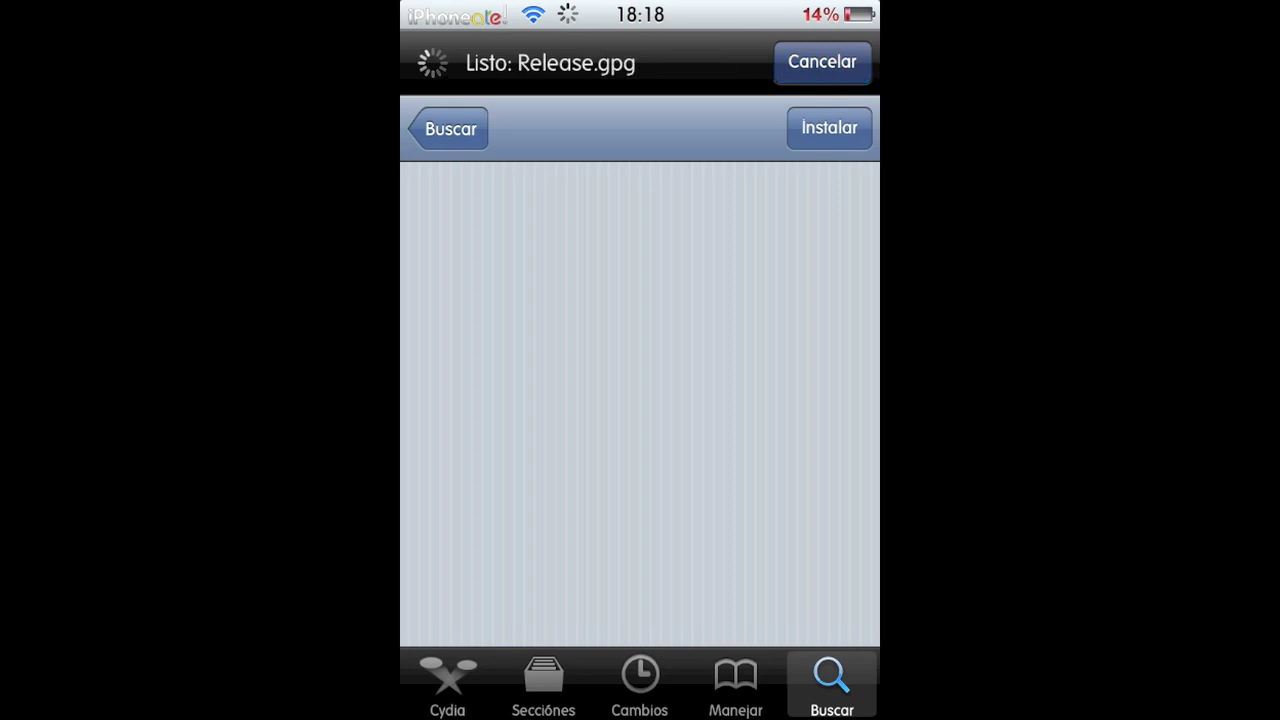 iPhoneate!
18:18
14%
Listo: Release.gpg
Cancelar
Buscar
Instalar
Cydia
Secciónes
Cambios
Manejar
Buscar